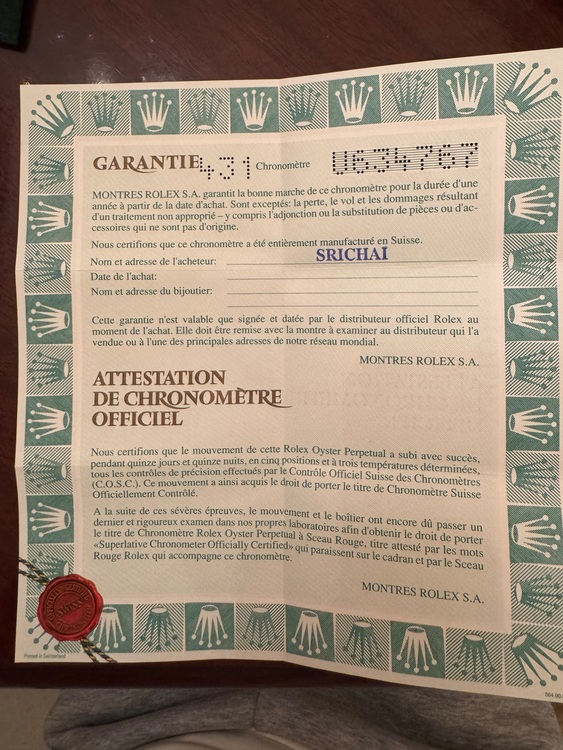 GARANTIE 431 Chronomètre U634767
MONTRES ROLEX S.A. garantit la bonne marche de ce chronomètre pour la durée d'une
année à partir de la date d'achat. Sont exceptés: la perte, le vol et les dommages résultant
d'un traitement non approprié – y compris l'adjonction ou la substitution de pièces ou d'ac-
cessoires qui ne sont pas d'origine.
Nous certifions que ce chronomètre a été entièrement manufacturé en Suisse.
Nom et adresse de l'acheteur: SRICHAI
Date de l'achat:
Nom et adresse du bijoutier:
Cette garantie n'est valable que signée et datée par le distributeur officiel Rolex au
moment de l'achat. Elle doit être remise avec la montre à examiner au distributeur qui l'a
vendue ou à l'une des principales adresses de notre réseau mondial.
MONTRES ROLEX S.A.
ATTESTATION
DE CHRONOMÈTRE
OFFICIEL
Nous certifions que le mouvement de cette Rolex Oyster Perpetual a subi avec succès,
pendant quinze jours et quinze nuits, en cinq positions et à trois températures déterminées,
tous les contrôles de précision effectués par le Contrôle Officiel Suisse des Chronomètres
(C.O.S.C.). Ce mouvement a ainsi acquis le droit de porter le titre de Chronomètre Suisse
Officiellement Contrôlé.
A la suite de ces sévères épreuves, le mouvement et le boîtier ont encore dû passer un
dernier et rigoureux examen dans nos propres laboratoires afin d'obtenir le droit de porter
le titre de Chronomètre Rolex Oyster Perpetual à Sceau Rouge, titre attesté par les mots
«Superlative Chronometer Officially Certified» qui paraissent sur le cadran et par le Sceau
Rouge Rolex qui accompagne ce chronomètre.
MONTRES ROLEX S.A.
Printed in Switzerland